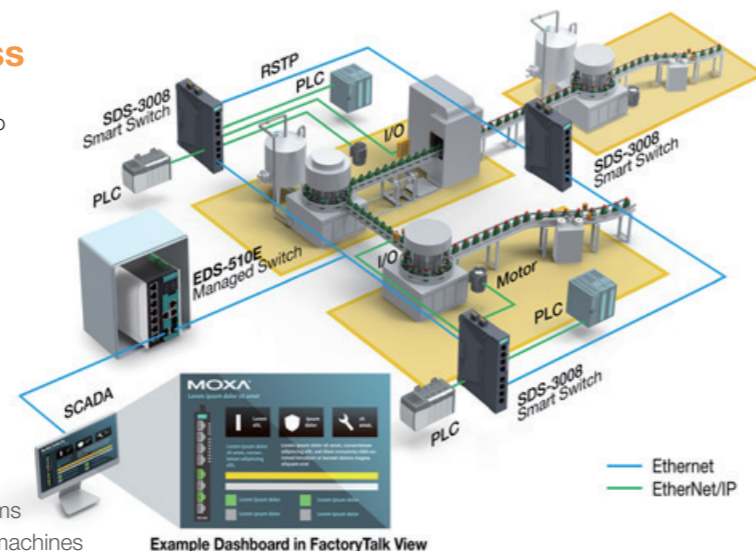 ss
RSTP
PLC
SDS-3008
Smart Switch
PLC
I/O
SDS-3008
Smart Switch
EDS-510E
Managed Switch
I/O
Motor
PLC
SDS-3008
Smart Switch
PLC
SCADA
MOXA
Lorem ipsum dolor sit amet
Ethernet
EtherNet/IP
ms
machines
Example Dashboard in FactoryTalk View